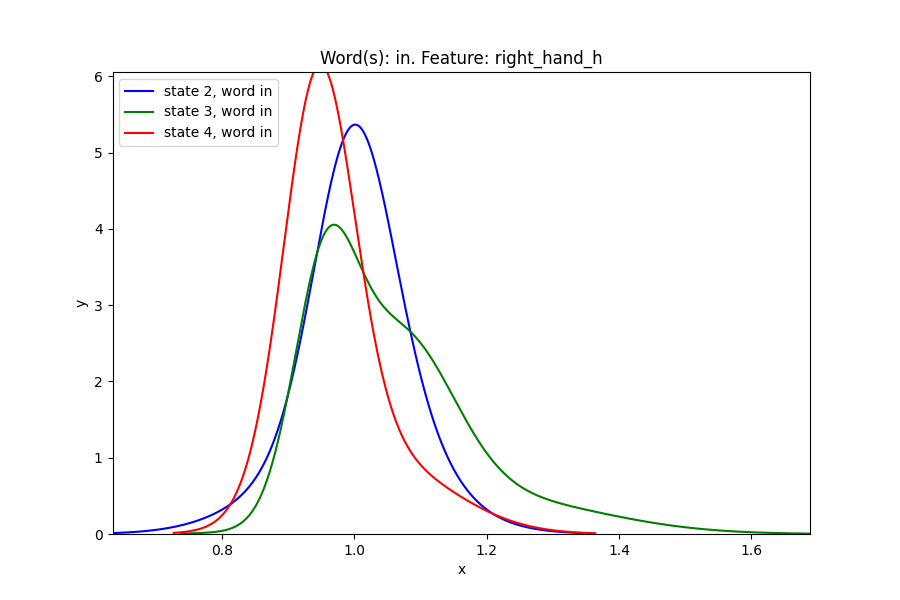 Word(s): in. Feature: right_hand_h
state 2, word in
state 3, word in
state 4, word in
y
6
5
4
3
2
1
0
0.8 1.0 1.2 1.4 1.6
x